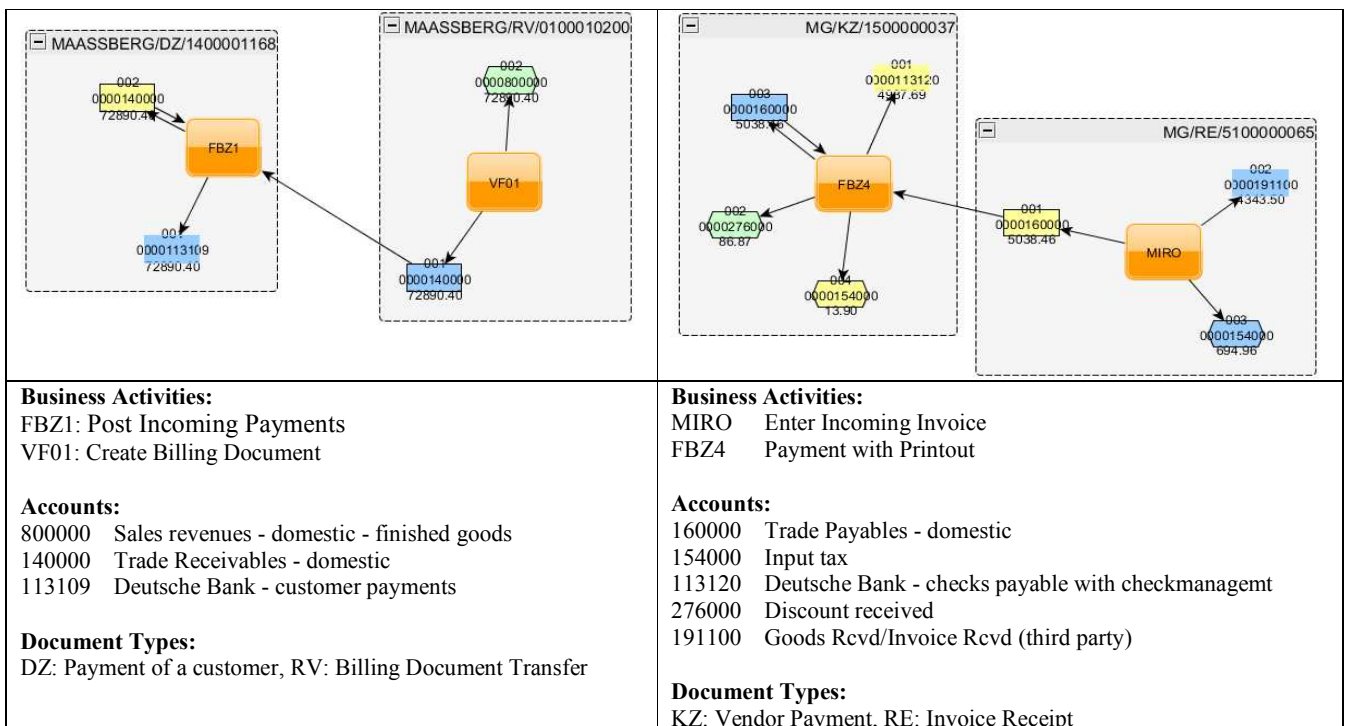 MAASSBERG/DZ/1400001168
002
0000140000
72890.40
FBZ1
001
0000113109
72890.40
MAASSBERG/RV/0100010200
002
0000800000
72890.40
VF01
001
0000140000
72890.40
MG/KZ/1500000037
001
0000113120
4937.69
003
0000160000
5038.46
FBZ4
002
0000276000
86.87
004
0000154000
13.90
MG/RE/5100000065
002
0000191100
4343.50
001
0000160000
5038.46
MIRO
003
0000154000
694.96
Business Activities:
FBZ1: Post Incoming Payments
VF01: Create Billing Document
Accounts:
800000 Sales revenues - domestic - finished goods
140000 Trade Receivables - domestic
113109 Deutsche Bank - customer payments
Document Types:
DZ: Payment of a customer, RV: Billing Document Transfer
Business Activities:
MIRO Enter Incoming Invoice
FBZ4 Payment with Printout
Accounts:
160000 Trade Payables - domestic
154000 Input tax
113120 Deutsche Bank - checks payable with checkmanagemt
276000 Discount received
191100 Goods Rcvd/Invoice Rcvd (third party)
Document Types:
KZ: Vendor Payment, RE: Invoice Receipt